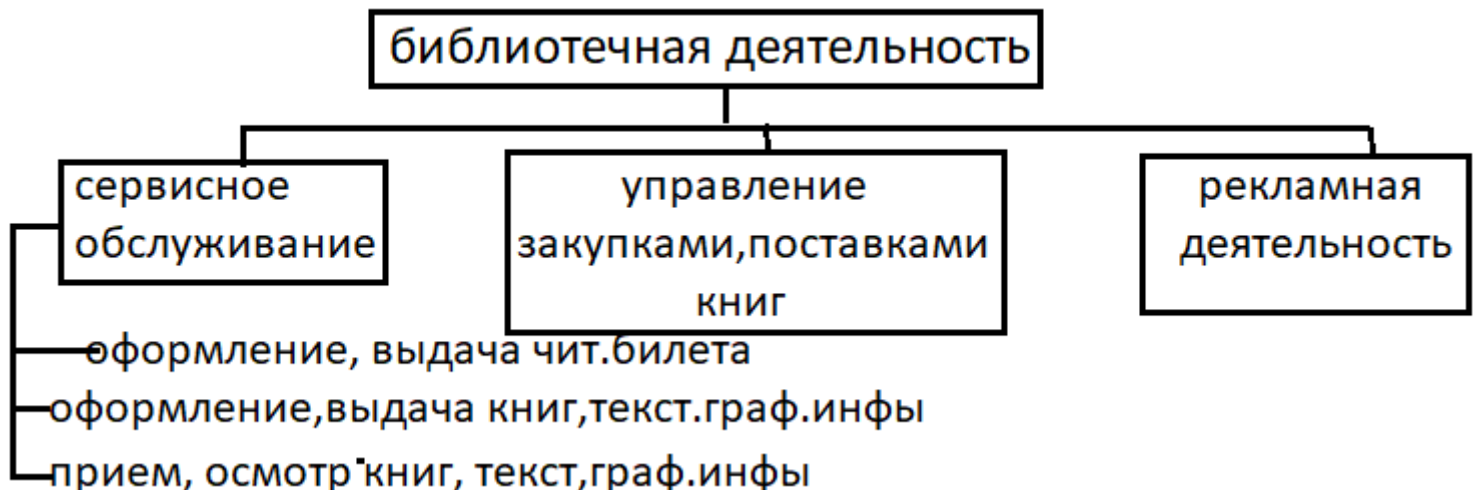 библиотечная деятельность
сервисное
обслуживание
управление
закупками,поставками
книг
рекламная
деятельность
оформление, выдача чит.билета
оформление,выдача книг,текст.граф.инфы
прием, осмотр книг, текст,граф.инфы